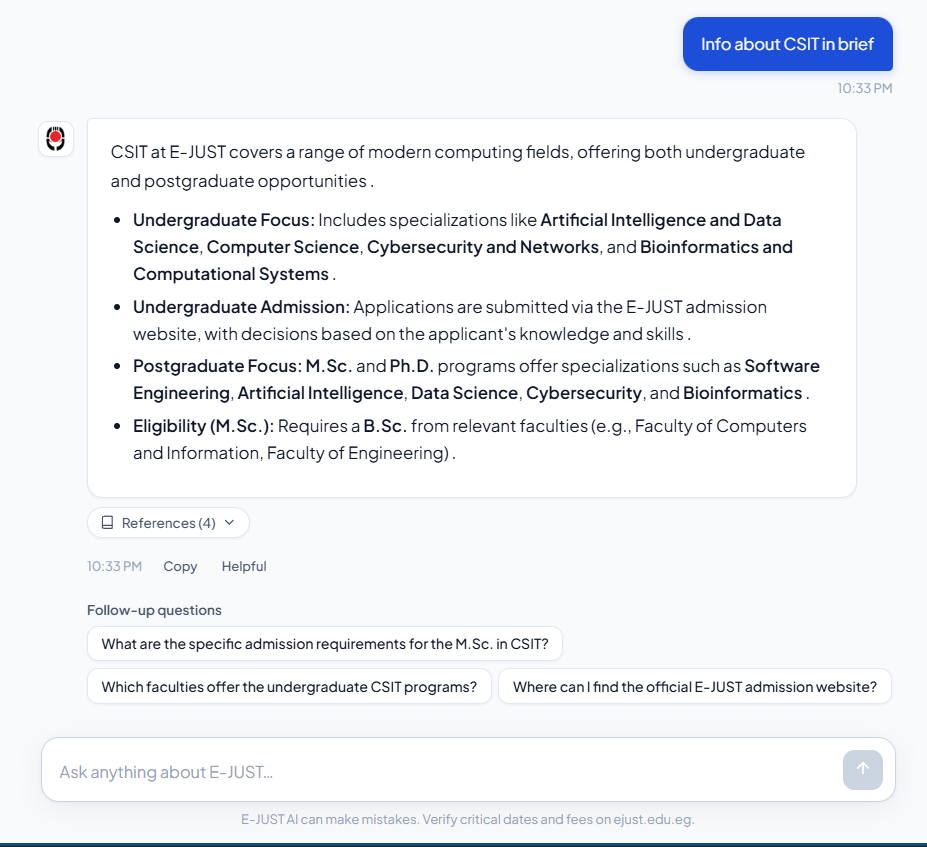 Info about CSIT in brief
10:33 PM
CSIT at E-JUST covers a range of modern computing fields, offering both undergraduate
and postgraduate opportunities .
• Undergraduate Focus: Includes specializations like Artificial Intelligence and Data
Science, Computer Science, Cybersecurity and Networks, and Bioinformatics and
Computational Systems .
• Undergraduate Admission: Applications are submitted via the E-JUST admission
website, with decisions based on the applicant's knowledge and skills .
• Postgraduate Focus: M.Sc. and Ph.D. programs offer specializations such as Software
Engineering, Artificial Intelligence, Data Science, Cybersecurity, and Bioinformatics .
• Eligibility (M.Sc.): Requires a B.Sc. from relevant faculties (e.g., Faculty of Computers
and Information, Faculty of Engineering) .
References (4)
10:33 PM Copy Helpful
Follow-up questions
What are the specific admission requirements for the M.Sc. in CSIT?
Which faculties offer the undergraduate CSIT programs? Where can I find the official E-JUST admission website?
Ask anything about E-JUST...
E-JUST AI can make mistakes. Verify critical dates and fees on ejust.edu.eg.